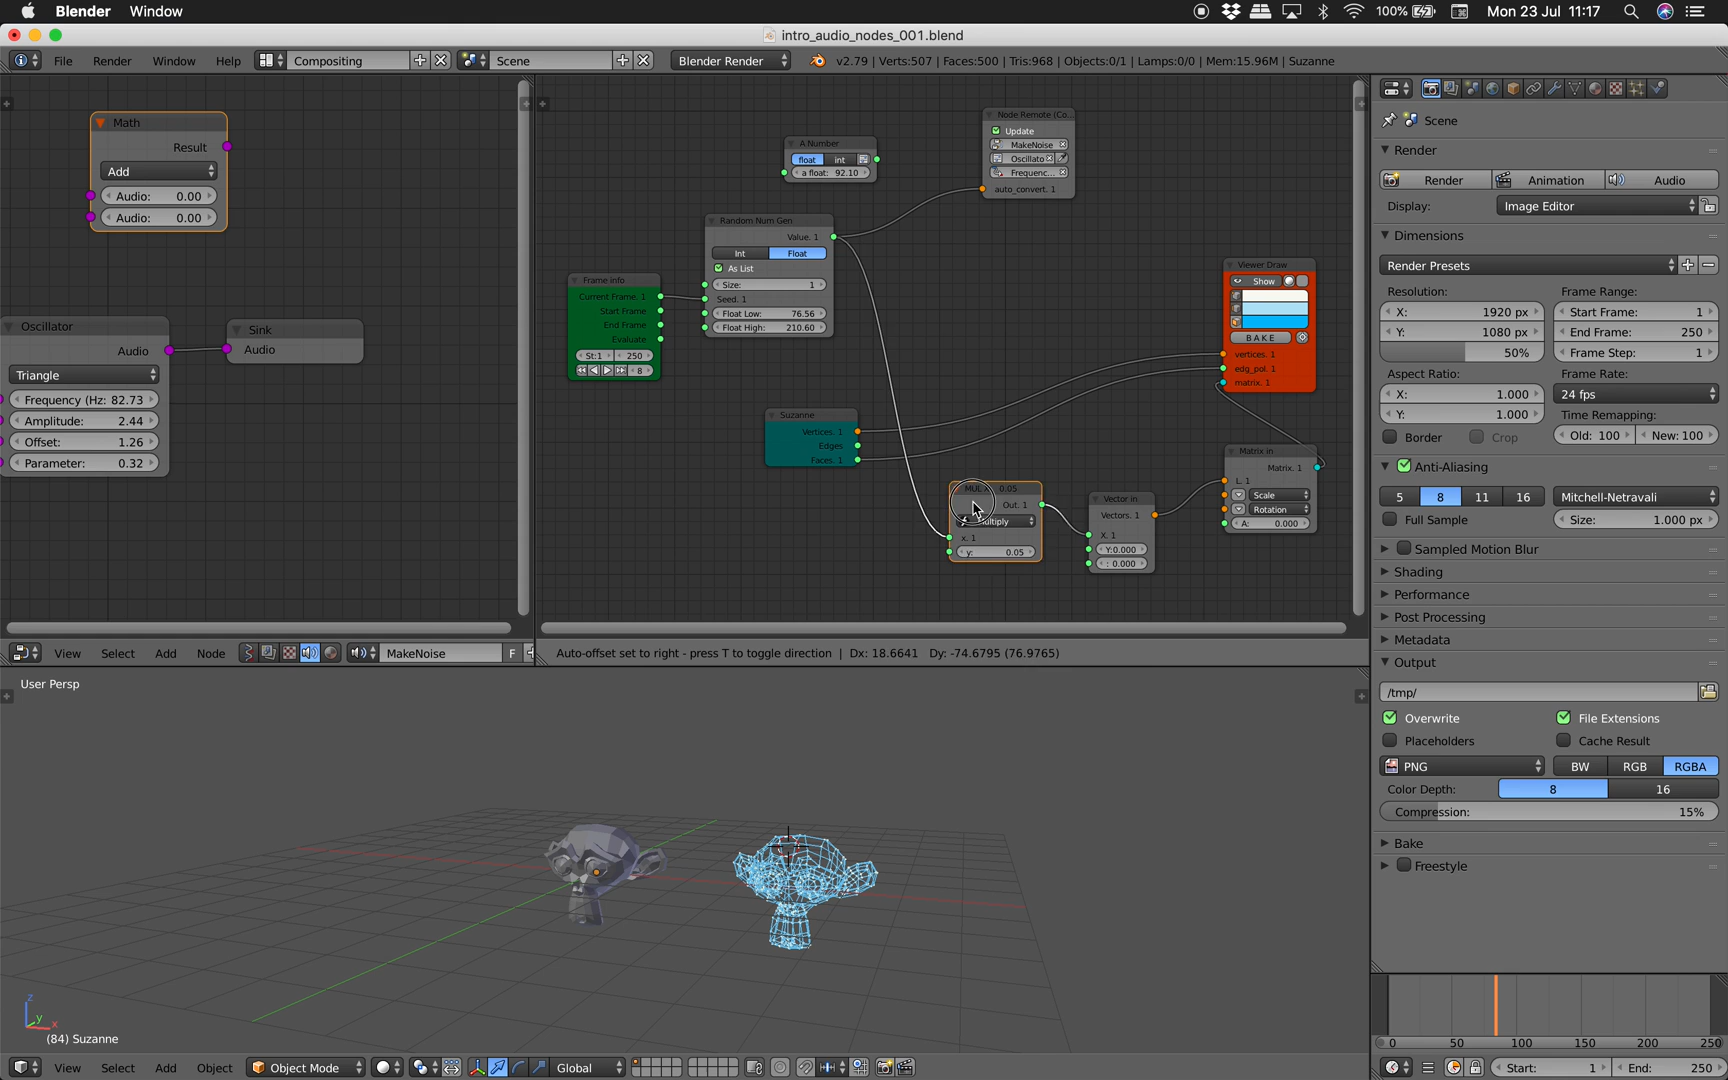 Blender Window 100% Mon 23 Jul 11:17
intro_audio_nodes_001.blend
File Render Window Help Compositing Scene Blender Render v2.79 | Verts:507 | Faces:500 | Tris:968 | Objects:0/1 | Lamps:0/0 | Mem:15.96M | Suzanne
Math
Result
Add
Audio: 0.00
Audio: 0.00
Oscillator
Audio
Triangle
Frequency (Hz: 82.73
Amplitude: 2.44
Offset: 1.26
Parameter: 0.32
Sink
Audio
View Select Add Node MakeNoise F
A Number
float int
a float: 92.10
Node Remote (Co...
Update
MakeNoise
Oscillato
Frequenc...
auto_convert. 1
Random Num Gen
Value. 1
Int Float
As List
Size: 1
Seed. 1
Float Low: 76.56
Float High: 210.60
Frame info
Current Frame. 1
Start Frame
End Frame
Evaluate
St:1 250
8
Suzanne
Vertices. 1
Edges
Faces. 1
Viewer Draw
Show
BAKE
vertices. 1
edg_pol. 1
matrix. 1
0.05
Out. 1
x. 1
y: 0.05
Vector in
Vectors. 1
X. 1
Y:0.000
: 0.000
Matrix in
Matrix. 1
L. 1
Scale
Rotation
A: 0.000
Auto-offset set to right - press T to toggle direction | Dx: 18.6641 Dy: -74.6795 (76.9765)
User Persp
z
y
x
(84) Suzanne
View Select Add Object Object Mode Global
Scene
Render
Render Animation Audio
Display: Image Editor
Dimensions
Render Presets
Resolution: Frame Range:
X: 1920 px Start Frame: 1
Y: 1080 px End Frame: 250
50% Frame Step: 1
Aspect Ratio: Frame Rate:
X: 1.000 24 fps
Y: 1.000 Time Remapping:
Border Crop Old: 100 New: 100
Anti-Aliasing
5 8 11 16 Mitchell-Netravali
Full Sample Size: 1.000 px
Sampled Motion Blur
Shading
Performance
Post Processing
Metadata
Output
/tmp/
Overwrite File Extensions
Placeholders Cache Result
PNG BW RGB RGBA
Color Depth: 8 16
Compression: 15%
Bake
Freestyle
0 50 100 150 200 250
Start: 1 End: 250